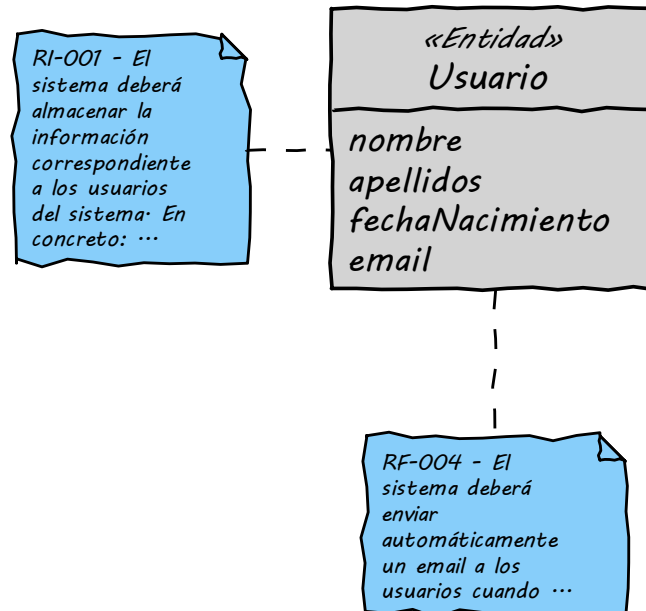 RI-001 - El
sistema deberá
almacenar la
información
correspondiente
a los usuarios
del sistema. En
concreto: ...
«Entidad»
Usuario
nombre
apellidos
fechaNacimiento
email
RF-004 - El
sistema deberá
enviar
automáticamente
un email a los
usuarios cuando ...